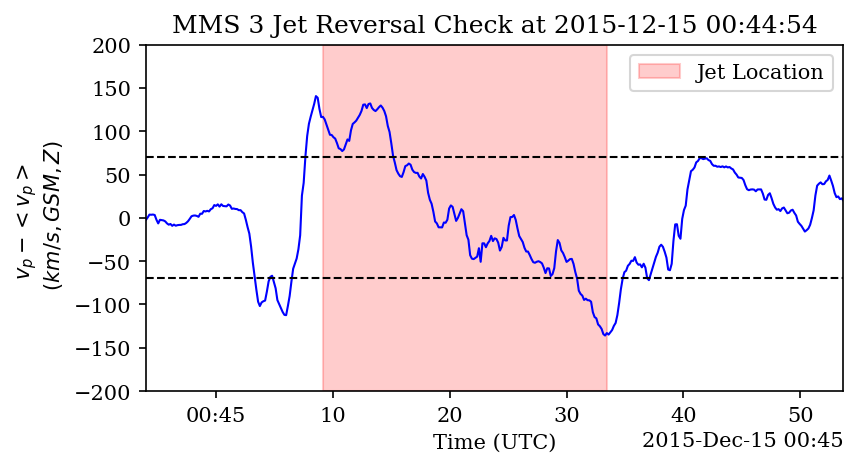 MMS 3 Jet Reversal Check at 2015-12-15 00:44:54
200
150
100
50
0
−50
−100
−150
−200
v_p − < v_p >
(km/s, GSM, Z)
Jet Location
00:45
10
20
30
40
50
Time (UTC)
2015-Dec-15 00:45